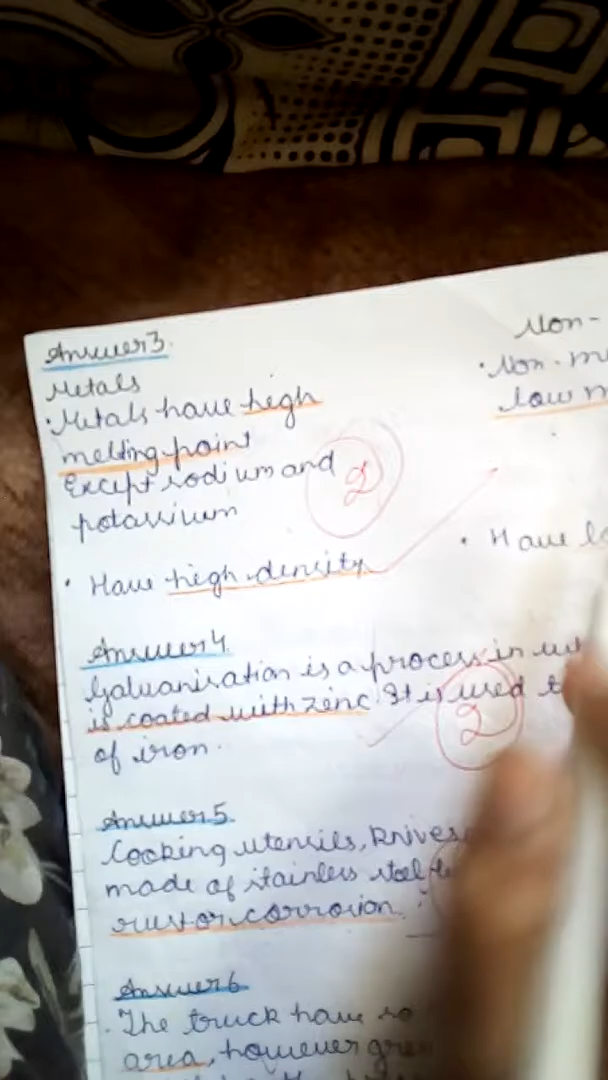 Answer 3.
Metals
Non-
• Metals have high
melting point
Except sodium and
potassium
• Non-
low
2
• Have high density
• Have
Answer 4
Galvanisation is a process in
is coated with zinc. It is used
of iron.
2
Answer 5.
Cooking utensils, knives
made of stainless steel
rust or corrosion.
Answer 6
• The truck have
area, however